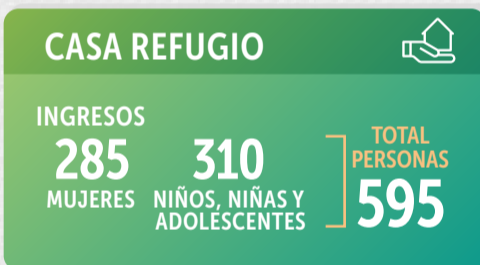 CASA REFUGIO
INGRESOS
285
MUJERES
310
NIÑOS, NIÑAS Y
ADOLESCENTES
TOTAL
PERSONAS
595